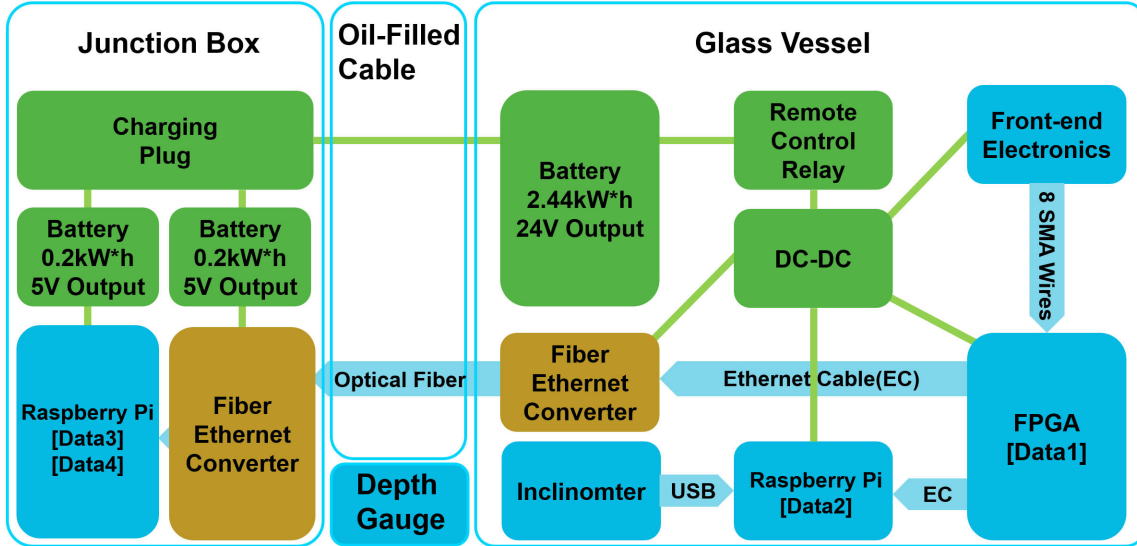 Junction Box
Oil-Filled
Cable
Glass Vessel
Charging
Plug
Battery
0.2kW*h
5V Output
Battery
0.2kW*h
5V Output
Raspberry Pi
[Data3]
[Data4]
Fiber
Ethernet
Converter
Optical Fiber
Depth
Gauge
Battery
2.44kW*h
24V Output
Remote
Control
Relay
Front-end
Electronics
DC-DC
8 SMA Wires
Fiber
Ethernet
Converter
Ethernet Cable(EC)
FPGA
[Data1]
Inclinomter
USB
Raspberry Pi
[Data2]
EC